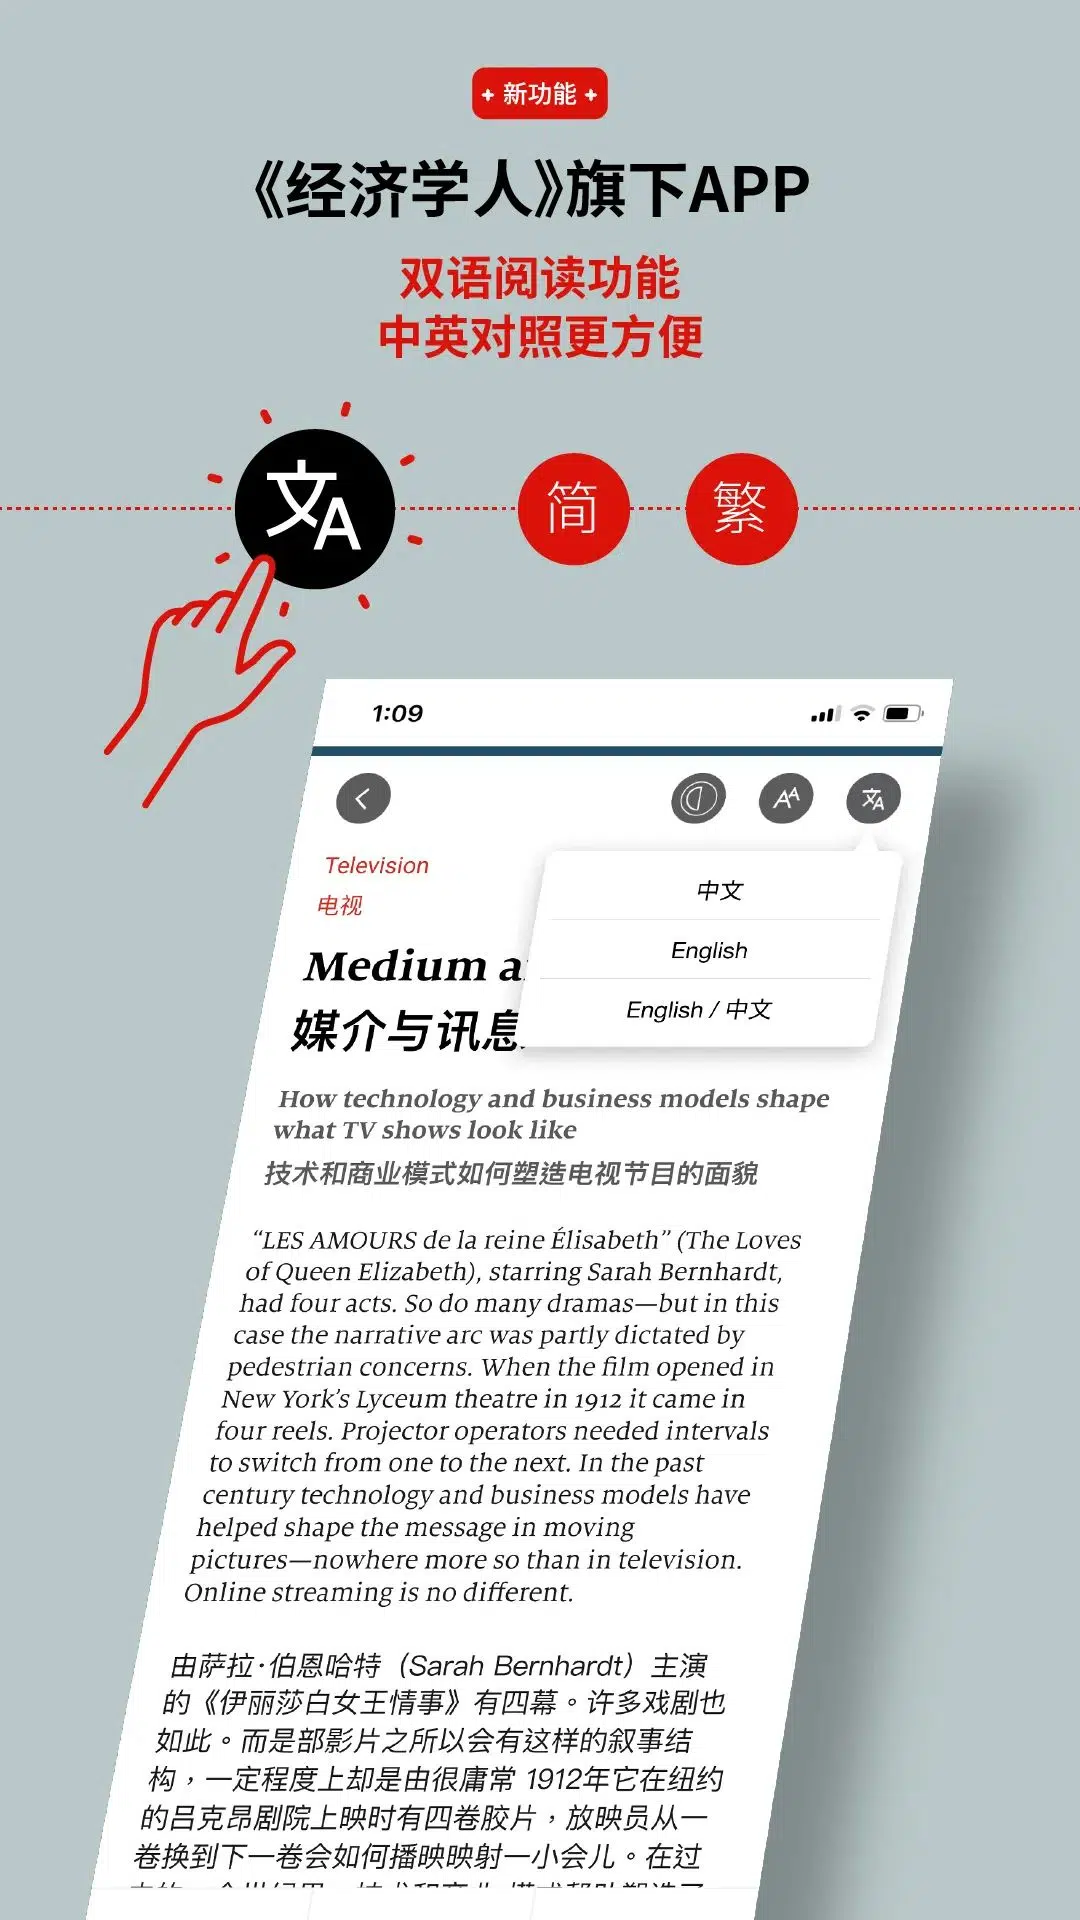 新功能
《经济学人》旗下APP
双语阅读功能
中英对照更方便
文A
简
繁
1:09
AA
文A
Television
电视
中文
English
English / 中文
Medium a
媒介与讯息
How technology and business models shape
what TV shows look like
技术和商业模式如何塑造电视节目的面貌
“LES AMOURS de la reine Élisabeth” (The Loves
of Queen Elizabeth), starring Sarah Bernhardt,
had four acts. So do many dramas—but in this
case the narrative arc was partly dictated by
pedestrian concerns. When the film opened in
New York’s Lyceum theatre in 1912 it came in
four reels. Projector operators needed intervals
to switch from one to the next. In the past
century technology and business models have
helped shape the message in moving
pictures—nowhere more so than in television.
Online streaming is no different.
由萨拉·伯恩哈特（Sarah Bernhardt）主演
的《伊丽莎白女王情事》有四幕。许多戏剧也
如此。而是部影片之所以会有这样的叙事结
构，一定程度上却是由很庸常 1912年它在纽约
的吕克昂剧院上映时有四卷胶片，放映员从一
卷换到下一卷会如何播映映射一小会儿。在过